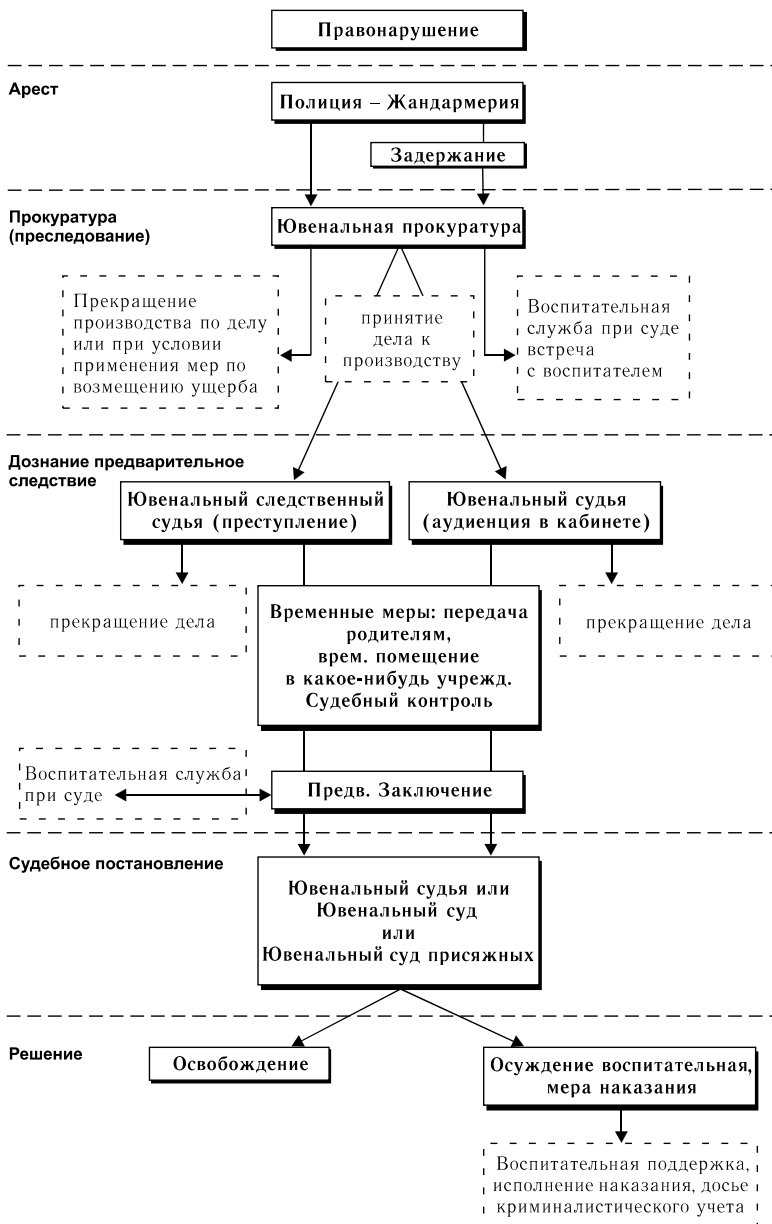 Правонарушение
Арест
Полиция – Жандармерия
Задержание
Прокуратура
(преследование)
Ювенальная прокуратура
Прекращение
производства по делу
или при условии
применения мер по
возмещению ущерба
принятие
дела к
производству
Воспитательная
служба при суде
встреча
с воспитателем
Дознание предварительное
следствие
Ювенальный следственный
судья (преступление)
Ювенальный судья
(аудиенция в кабинете)
прекращение дела
Временные меры: передача
родителям,
врем. помещение
в какое-нибудь учрежд.
Судебный контроль
прекращение дела
Воспитательная служба
при суде
Предв. Заключение
Судебное постановление
Ювенальный судья или
Ювенальный суд
или
Ювенальный суд присяжных
Решение
Освобождение
Осуждение воспитательная,
мера наказания
Воспитательная поддержка,
исполнение наказания, досье
криминалистического учета